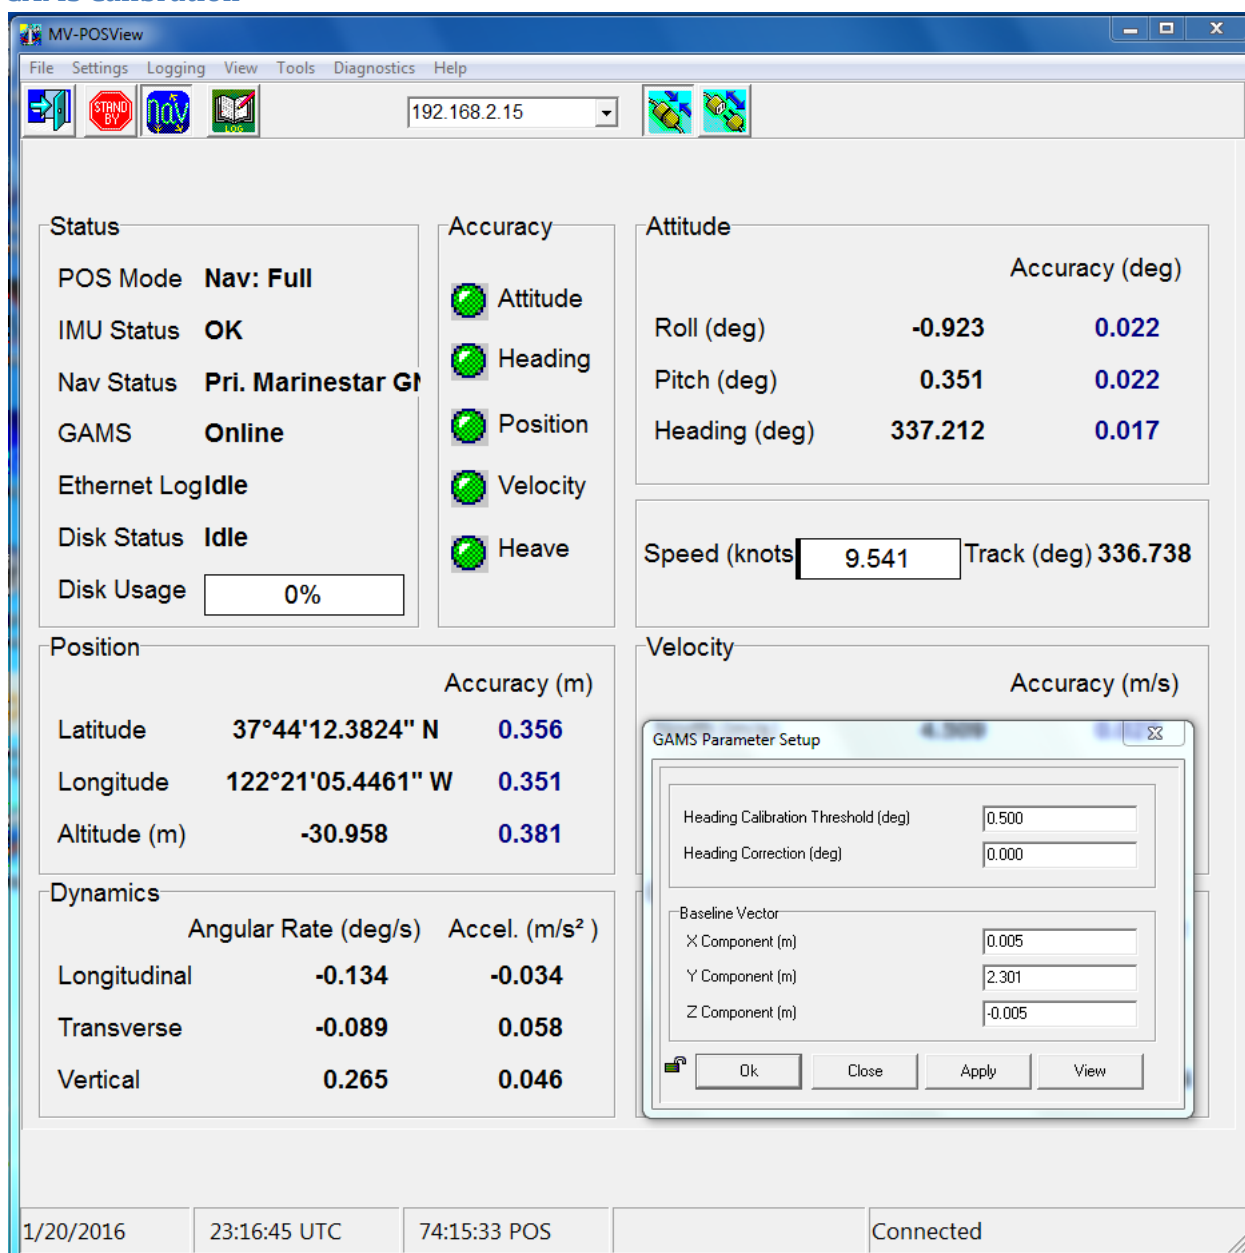 MV-POSView
File Settings Logging View Tools Diagnostics Help
STAND BY nav LOG 192.168.2.15
Status
POS Mode Nav: Full
IMU Status OK
Nav Status Pri. Marinestar
GAMS Online
Ethernet Log Idle
Disk Status Idle
Disk Usage 0%
Accuracy
Attitude
Heading
Position
Velocity
Heave
Attitude
Accuracy (deg)
Roll (deg) -0.923 0.022
Pitch (deg) 0.351 0.022
Heading (deg) 337.212 0.017
Speed (knots 9.541 Track (deg) 336.738
Position
Accuracy (m)
Latitude 37°44'12.3824" N 0.356
Longitude 122°21'05.4461" W 0.351
Altitude (m) -30.958 0.381
Velocity
Accuracy (m/s)
Dynamics
Angular Rate (deg/s) Accel. (m/s²)
Longitudinal -0.134 -0.034
Transverse -0.089 0.058
Vertical 0.265 0.046
GAMS Parameter Setup
Heading Calibration Threshold (deg) 0.500
Heading Correction (deg) 0.000
Baseline Vector
X Component (m) 0.005
Y Component (m) 2.301
Z Component (m) -0.005
Ok Close Apply View
1/20/2016 23:16:45 UTC 74:15:33 POS Connected